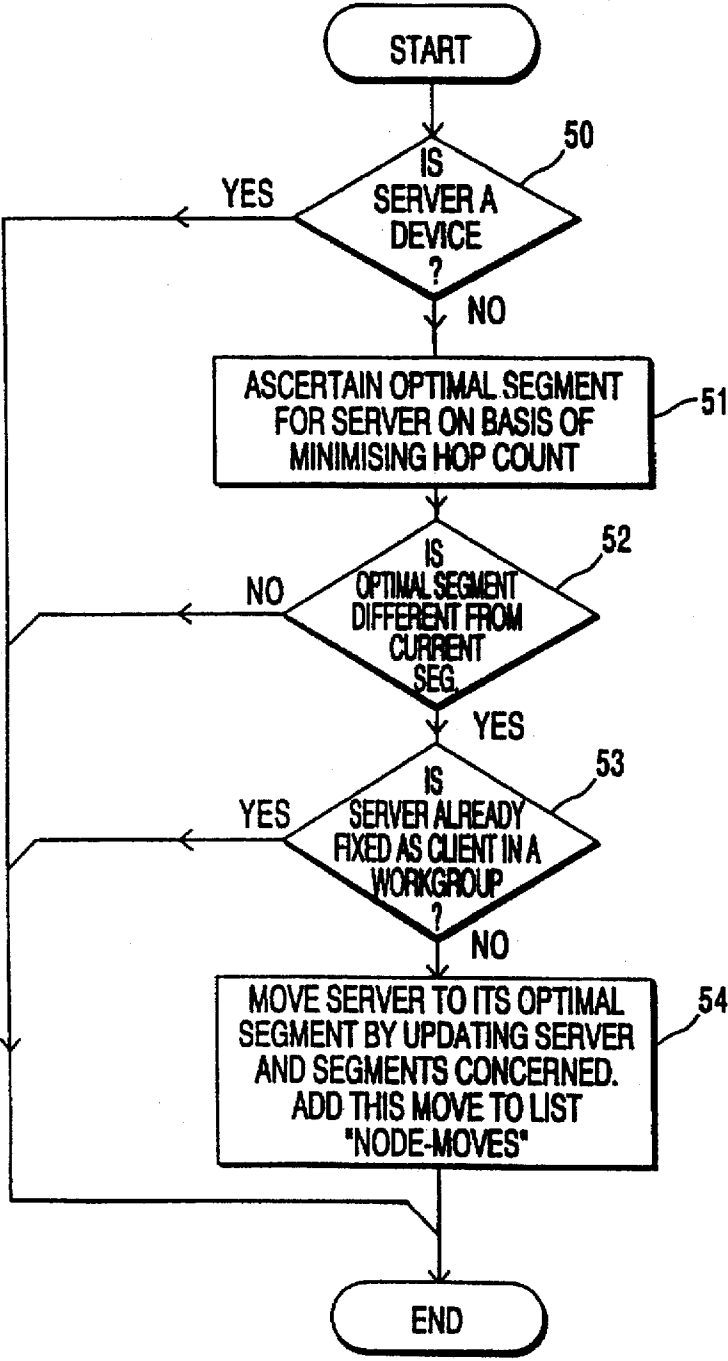 START
50
IS
SERVER A
DEVICE
?
YES
NO
ASCERTAIN OPTIMAL SEGMENT
FOR SERVER ON BASIS OF
MINIMISING HOP COUNT
51
52
IS
OPTIMAL SEGMENT
DIFFERENT FROM
CURRENT
SEG.
NO
YES
53
IS
SERVER ALREADY
FIXED AS CLIENT IN A
WORKGROUP
?
YES
NO
MOVE SERVER TO ITS OPTIMAL
SEGMENT BY UPDATING SERVER
AND SEGMENTS CONCERNED.
ADD THIS MOVE TO LIST
"NODE-MOVES"
54
END